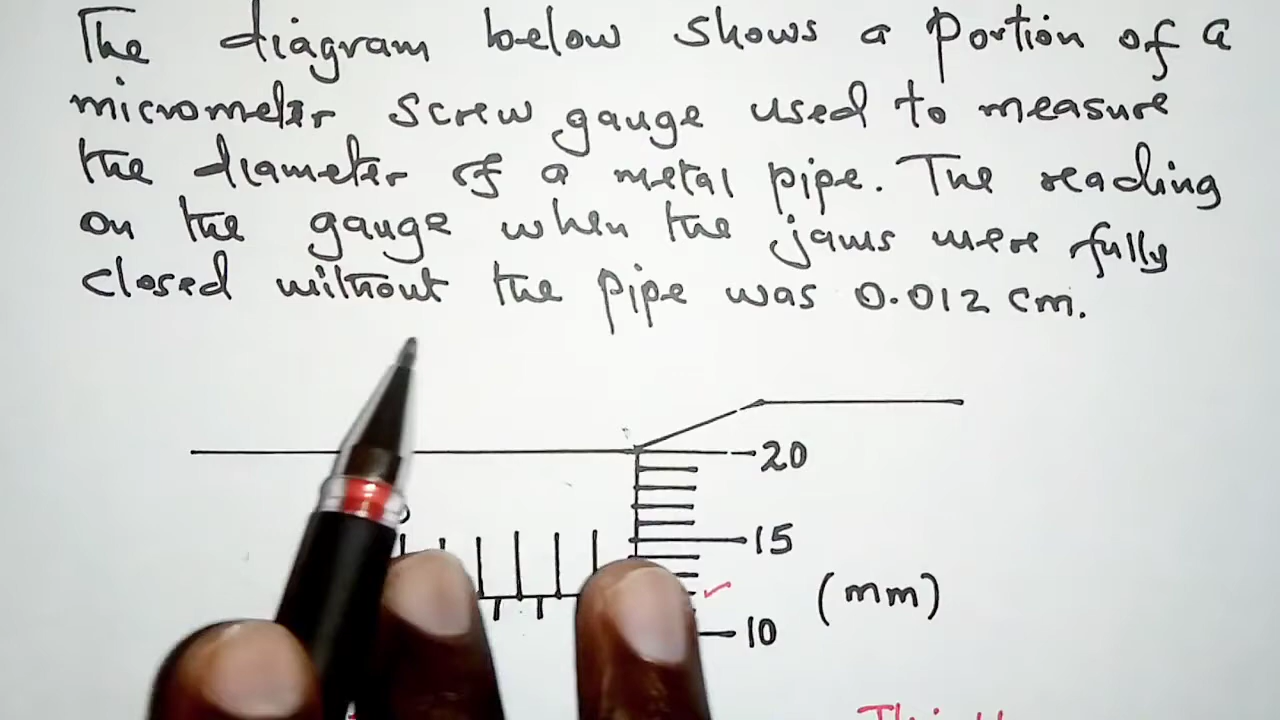 The diagram below shows a portion of a
micrometer screw gauge used to measure
the diameter of a metal pipe. The reading
on the gauge when the jaws were fully
closed without the pipe was 0.012 cm.
20
15
(mm)
10